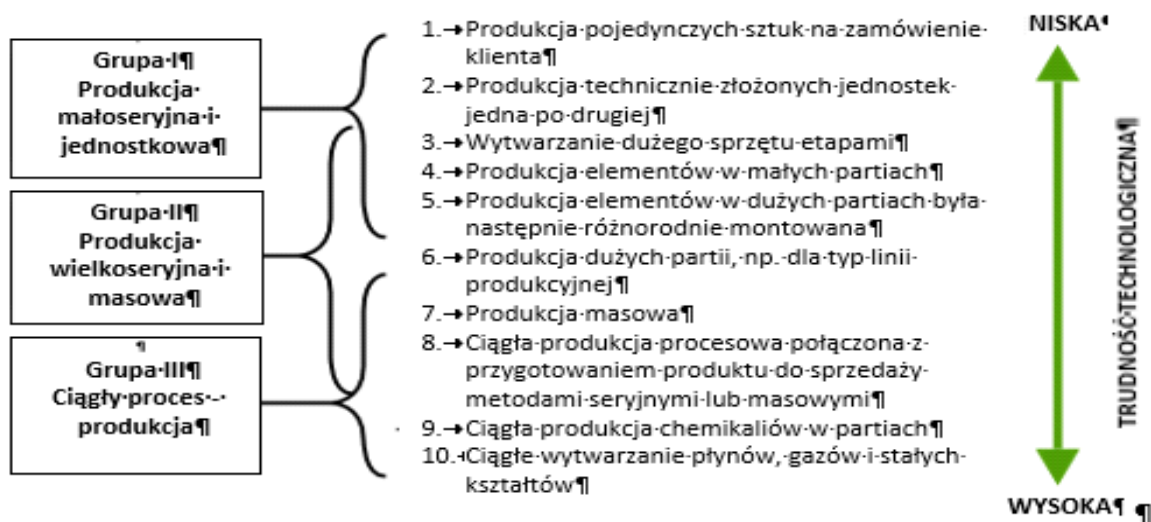 Grupa·I¶
Produkcja·
małoseryjna·i·
jednostkowa¶
Grupa·II¶
Produkcja·
wielkoseryjna·i·
masowa¶
¶
Grupa·III¶
Ciągły·proces·-·
produkcja¶
1.→Produkcja·pojedynczych·sztuk·na·zamówienie·
klienta¶
2.→Produkcja·technicznie·złożonych·jednostek·
jedna·po·drugiej¶
3.→Wytwarzanie·dużego·sprzętu·etapami¶
4.→Produkcja·elementów·w·małych·partiach¶
5.→Produkcja·elementów·w·dużych·partiach·była·
następnie·różnorodnie·montowana¶
6.→Produkcja·dużych·partii,·np.·dla·typ·linii·
produkcyjnej¶
7.→Produkcja·masowa¶
8.→Ciągła·produkcja·procesowa·połączona·z·
przygotowaniem·produktu·do·sprzedaży·
metodami·seryjnymi·lub·masowymi¶
9.→Ciągła·produkcja·chemikaliów·w·partiach¶
10.→Ciągłe·wytwarzanie·płynów,·gazów·i·stałych·
kształtów¶
NISKA¶
TRUDNOŚĆ·TECHNOLOGICZNA¶
WYSOKA¶ ¶